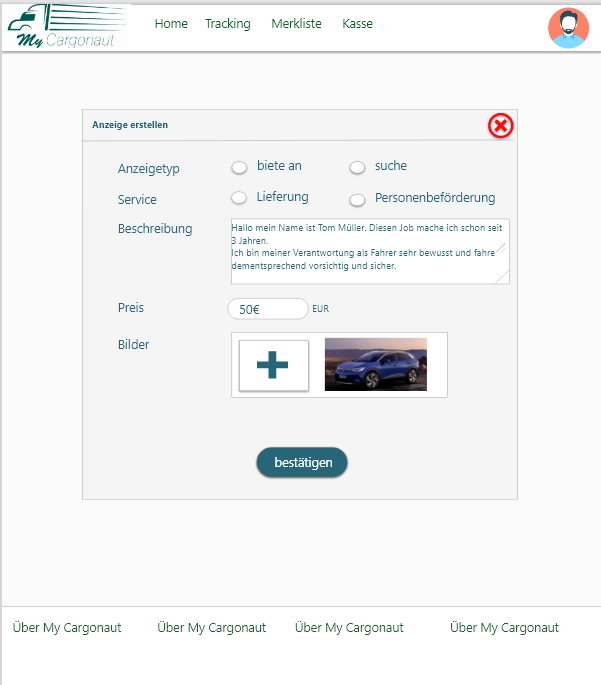 My Cargonaut
Home Tracking Merkliste Kasse
Anzeige erstellen
Anzeigetyp biete an suche
Service Lieferung Personenbeförderung
Beschreibung
Hallo mein Name ist Tom Müller. Diesen Job mache ich schon seit
3 Jahren.
Ich bin meiner Verantwortung als Fahrer sehr bewusst und fahre
dementsprechend vorsichtig und sicher.
Preis 50€ EUR
Bilder
bestätigen
Über My Cargonaut Über My Cargonaut Über My Cargonaut Über My Cargonaut